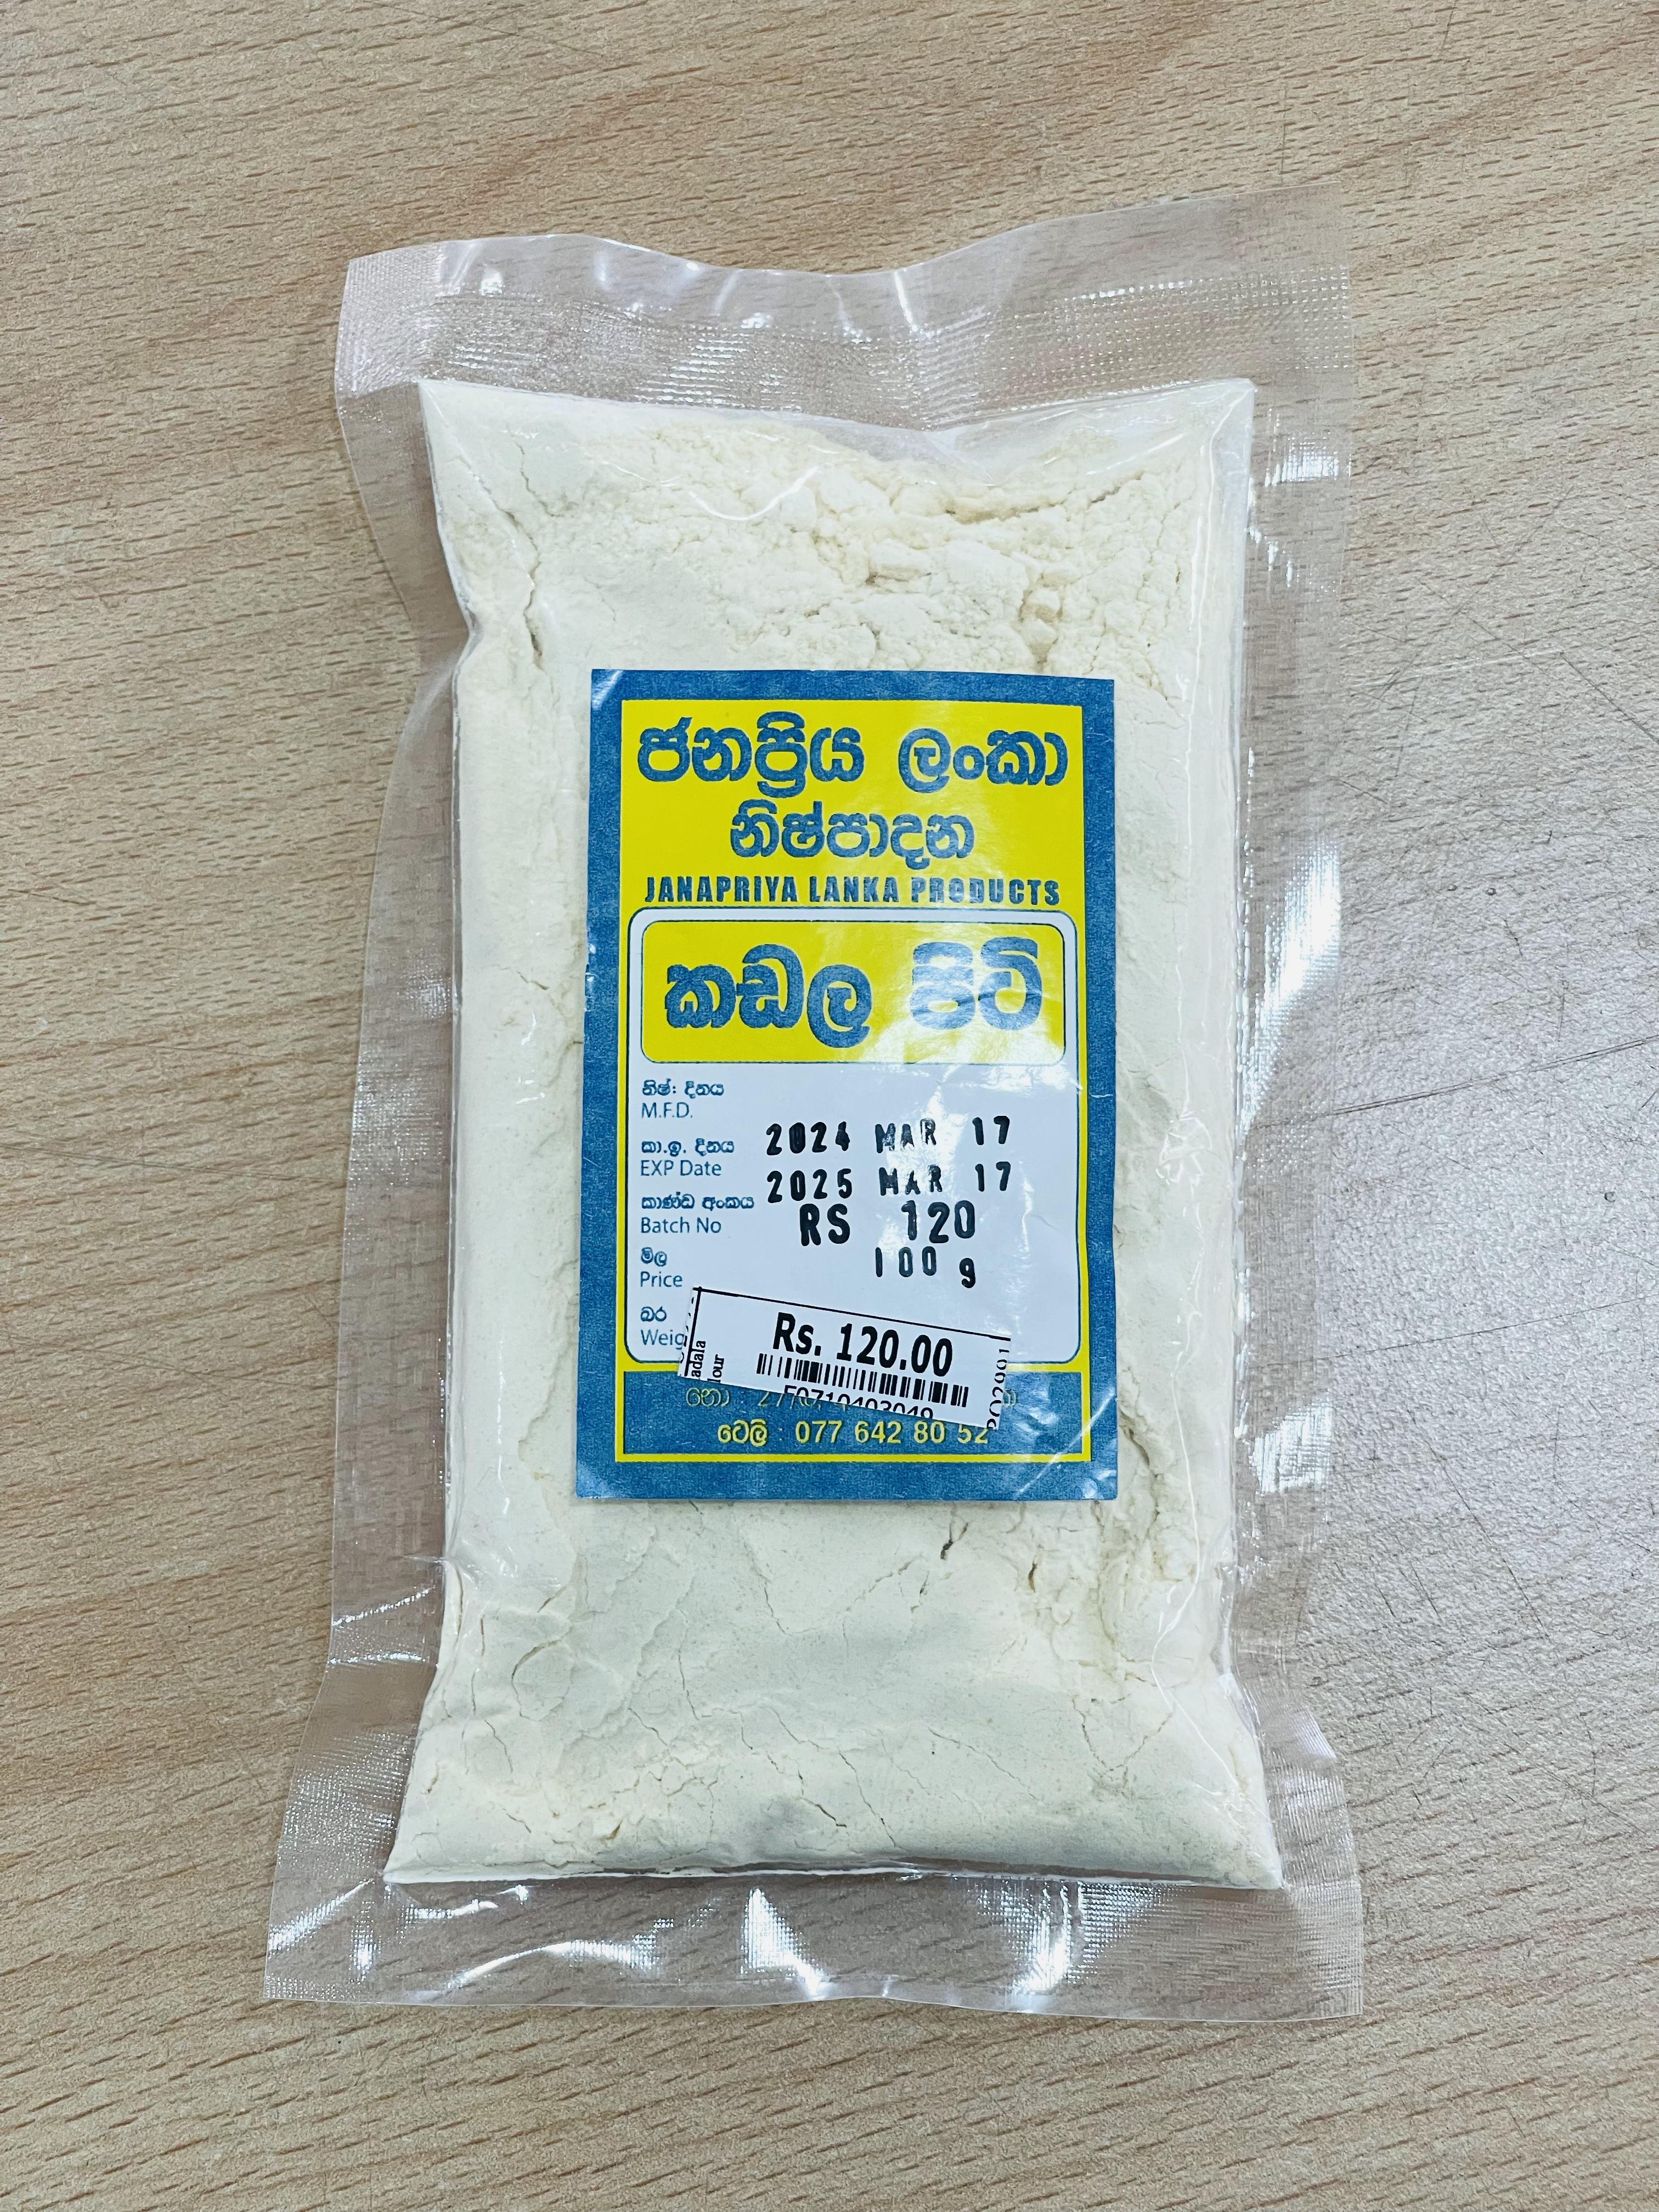 ජනප්‍රිය ලංකා
නිෂ්පාදන
JANAPRIYA LANKA PRODUCTS
කඩල පිටි
නිෂ්: දිනය
M.F.D.
2024 MAR 17
කා.ඉ. දිනය
EXP Date
2025 MAR 17
කාණ්ඩ අංකය
Batch No
RS 120
මිල
Price
100 g
බර
Rs. 120.00
ටෙලි : 077 642 80 52